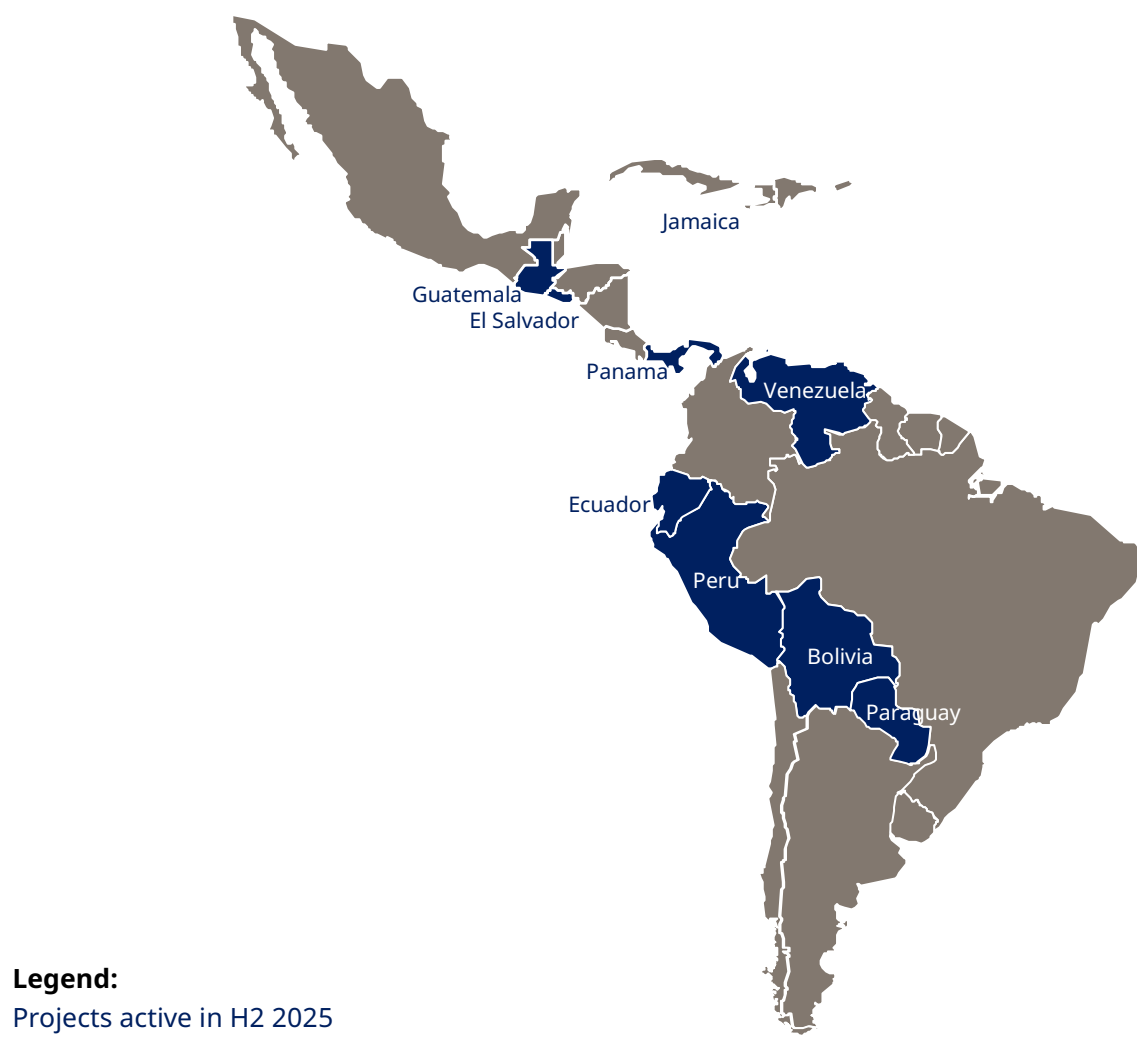 Jamaica
Guatemala
El Salvador
Panama
Venezuela
Ecuador
Peru
Bolivia
Paraguay
Legend:
Projects active in H2 2025